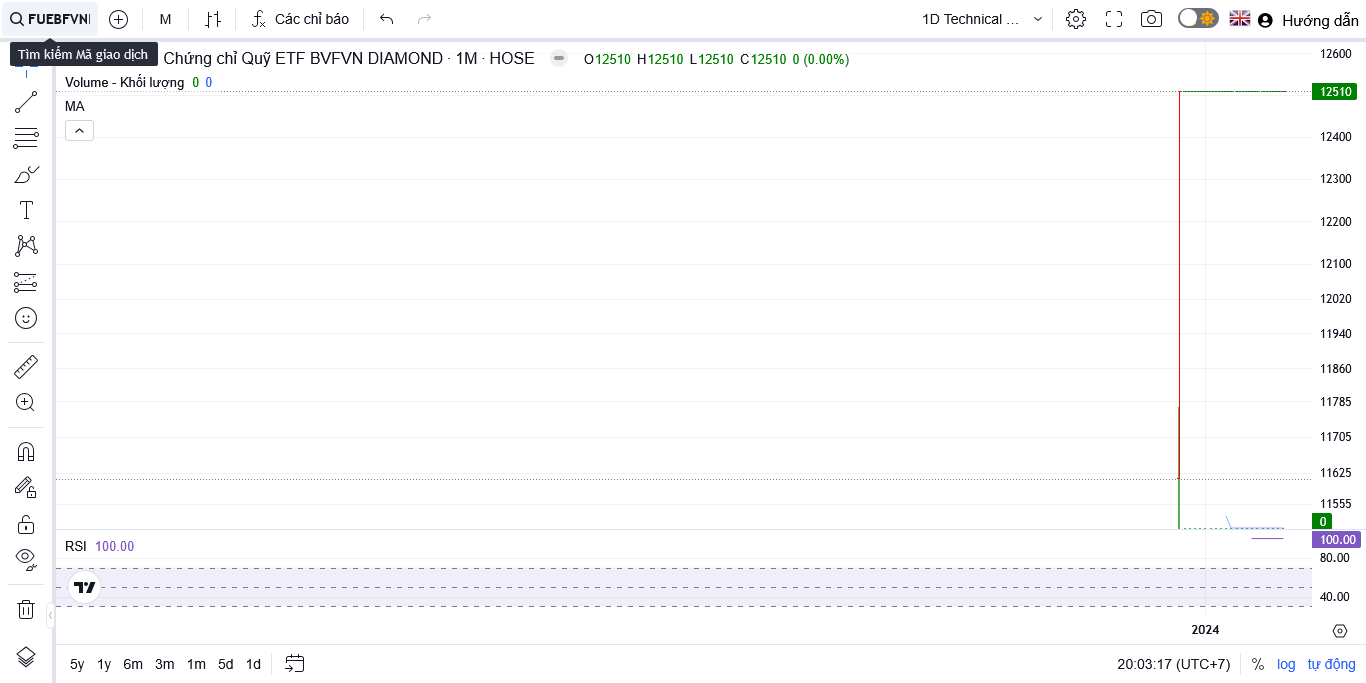 FUEBFVN M Các chỉ báo 1D Technical ... Hướng dẫn
Tìm kiếm Mã giao dịch
Chứng chỉ Quỹ ETF BVFVN DIAMOND · 1M · HOSE O12510 H12510 L12510 C12510 0 (0.00%)
Volume - Khối lượng 0 0
MA
12600
12510
12400
12300
12200
12100
12020
11940
11860
11785
11705
11625
11555
0
RSI 100.00
100.00
80.00
40.00
2024
5y 1y 6m 3m 1m 5d 1d 20:03:17 (UTC+7) % log tự động